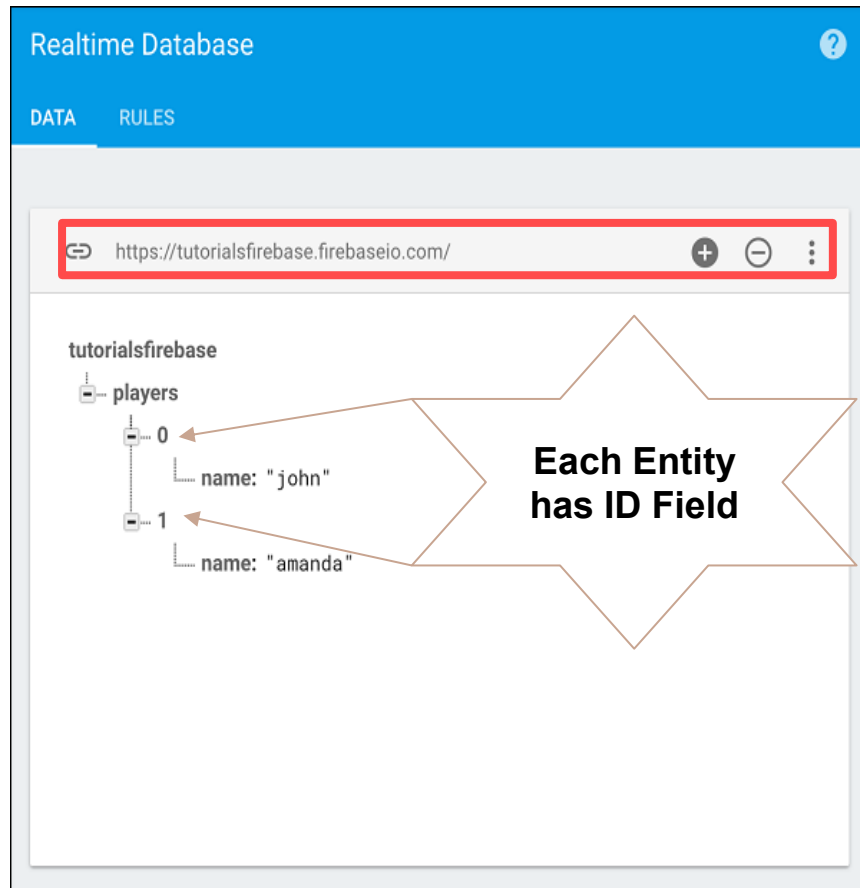 Realtime Database
DATA RULES
https://tutorialsfirebase.firebaseio.com/
tutorialsfirebase
players
0
name: "john"
1
name: "amanda"
Each Entity
has ID Field